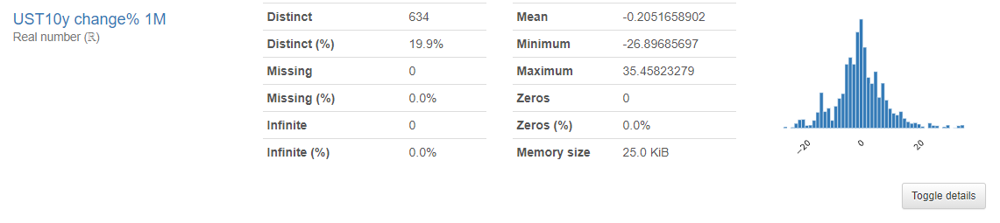 UST10y change% 1M
Real number (ℝ)
Distinct 634
Distinct (%) 19.9%
Missing 0
Missing (%) 0.0%
Infinite 0
Infinite (%) 0.0%
Mean -0.2051658902
Minimum -26.89685697
Maximum 35.45823279
Zeros 0
Zeros (%) 0.0%
Memory size 25.0 KiB
−20 0 20
Toggle details